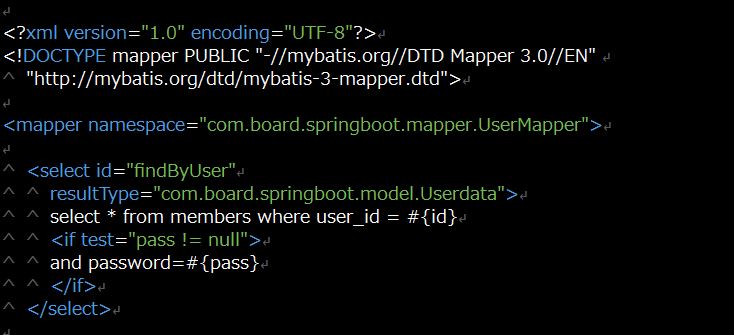 <?xml version="1.0" encoding="UTF-8"?>
<!DOCTYPE mapper PUBLIC "-//mybatis.org//DTD Mapper 3.0//EN"
"http://mybatis.org/dtd/mybatis-3-mapper.dtd">
<mapper namespace="com.board.springboot.mapper.UserMapper">
<select id="findByUser"
resultType="com.board.springboot.model.Userdata">
select * from members where user_id = #{id}
<if test="pass != null">
and password=#{pass}
</if>
</select>